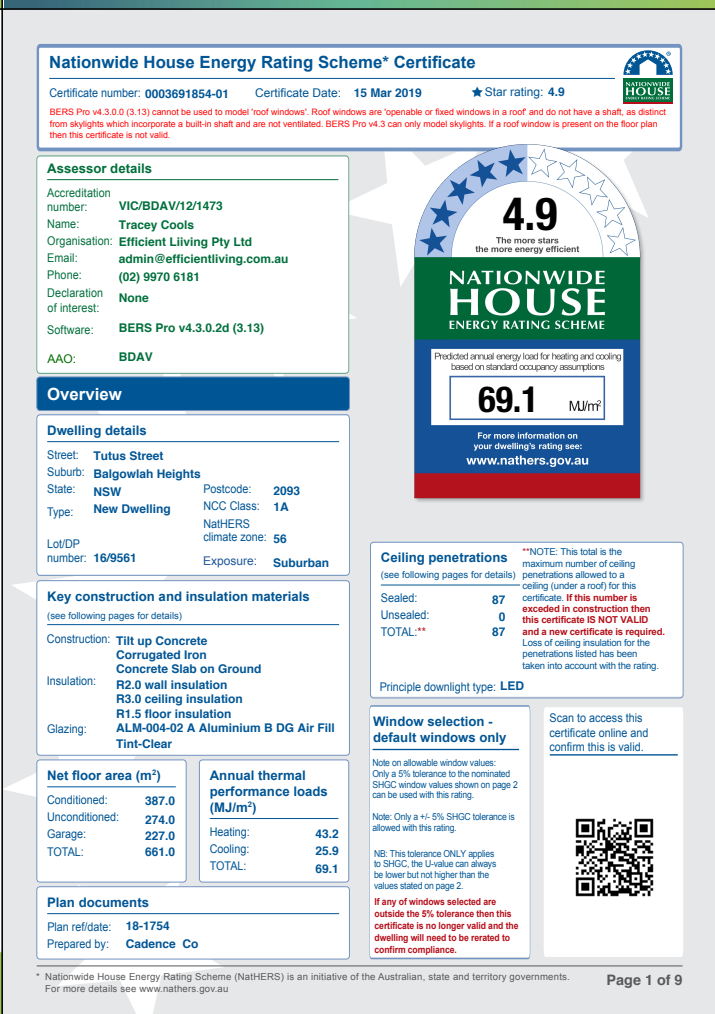 Nationwide House Energy Rating Scheme* Certificate
Certificate number: 0003691854-01 Certificate Date: 15 Mar 2019 ★ Star rating: 4.9
BERS Pro v4.3.0.0 (3.13) cannot be used to model 'roof windows'. Roof windows are 'openable or fixed windows in a roof' and do not have a shaft, as distinct
from skylights which incorporate a built-in shaft and are not ventilated. BERS Pro v4.3 can only model skylights. If a roof window is present on the floor plan
then this certificate is not valid.
NATIONWIDE
HOUSE
ENERGY RATING SCHEME
Assessor details
Accreditation
number: VIC/BDAV/12/1473
Name: Tracey Cools
Organisation: Efficient Liiving Pty Ltd
Email: admin@efficientliving.com.au
Phone: (02) 9970 6181
Declaration
of interest: None
Software: BERS Pro v4.3.0.2d (3.13)
AAO: BDAV
4.9
The more stars
the more energy efficient
NATIONWIDE
HOUSE
ENERGY RATING SCHEME
Predicted annual energy load for heating and cooling
based on standard occupancy assumptions
69.1 MJ/m²
For more information on
your dwelling's rating see:
www.nathers.gov.au
Overview
Dwelling details
Street: Tutus Street
Suburb: Balgowlah Heights
State: NSW Postcode: 2093
Type: New Dwelling NCC Class: 1A
NatHERS
climate zone: 56
Lot/DP
number: 16/9561 Exposure: Suburban
Key construction and insulation materials
(see following pages for details)
Construction: Tilt up Concrete
Corrugated Iron
Concrete Slab on Ground
Insulation: R2.0 wall insulation
R3.0 ceiling insulation
R1.5 floor insulation
Glazing: ALM-004-02 A Aluminium B DG Air Fill
Tint-Clear
Net floor area (m²)
Conditioned: 387.0
Unconditioned: 274.0
Garage: 227.0
TOTAL: 661.0
Annual thermal
performance loads
(MJ/m²)
Heating: 43.2
Cooling: 25.9
TOTAL: 69.1
Plan documents
Plan ref/date: 18-1754
Prepared by: Cadence Co
Ceiling penetrations
(see following pages for details)
Sealed: 87
Unsealed: 0
TOTAL:** 87
**NOTE: This total is the
maximum number of ceiling
penetrations allowed to a
ceiling (under a roof) for this
certificate. If this number is
exceded in construction then
this certificate IS NOT VALID
and a new certificate is required.
Loss of ceiling insulation for the
penetrations listed has been
taken into account with the rating.
Principle downlight type: LED
Window selection -
default windows only
Note on allowable window values:
Only a 5% tolerance to the nominated
SHGC window values shown on page 2
can be used with this rating.
Note: Only a +/- 5% SHGC tolerance is
allowed with this rating.
NB: This tolerance ONLY applies
to SHGC, the U-value can always
be lower but not higher than the
values stated on page 2.
If any of windows selected are
outside the 5% tolerance then this
certificate is no longer valid and the
dwelling will need to be rerated to
confirm compliance.
Scan to access this
certificate online and
confirm this is valid.
* Nationwide House Energy Rating Scheme (NatHERS) is an initiative of the Australian, state and territory governments.
For more details see www.nathers.gov.au
Page 1 of 9